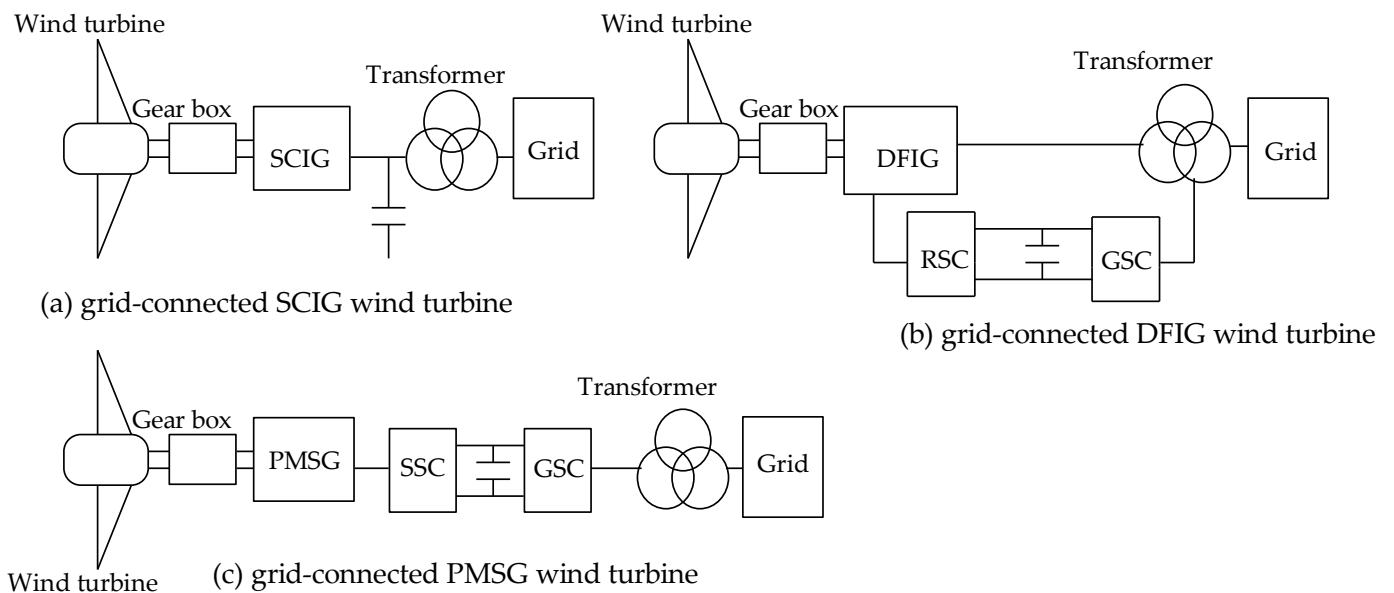 Wind turbine
Transformer
Gear box
SCIG
Grid
(a) grid-connected SCIG wind turbine
Wind turbine
Transformer
Gear box
DFIG
Grid
RSC
GSC
(b) grid-connected DFIG wind turbine
Transformer
Gear box
PMSG
SSC
GSC
Grid
Wind turbine
(c) grid-connected PMSG wind turbine